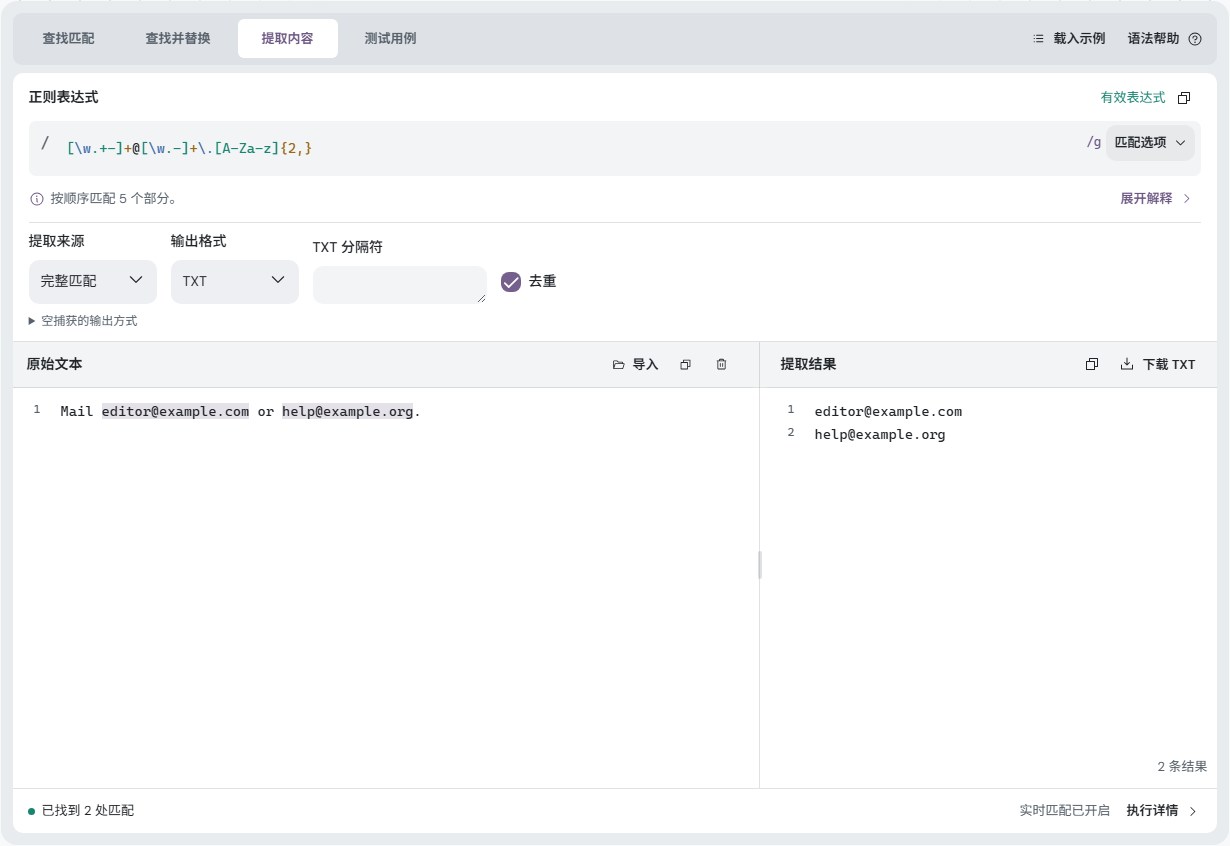 查找匹配 查找并替换 提取内容 测试用例 载入示例 语法帮助
正则表达式 有效表达式
/ [\w.+-]+@[\w.-]+\.[A-Za-z]{2,} /g 匹配选项
按顺序匹配 5 个部分。 展开解释
提取来源 输出格式 TXT 分隔符
完整匹配 TXT 去重
空捕获的输出方式
原始文本 导入 提取结果 下载 TXT
1 Mail editor@example.com or help@example.org. 1 editor@example.com
2 help@example.org
2 条结果
已找到 2 处匹配 实时匹配已开启 执行详情